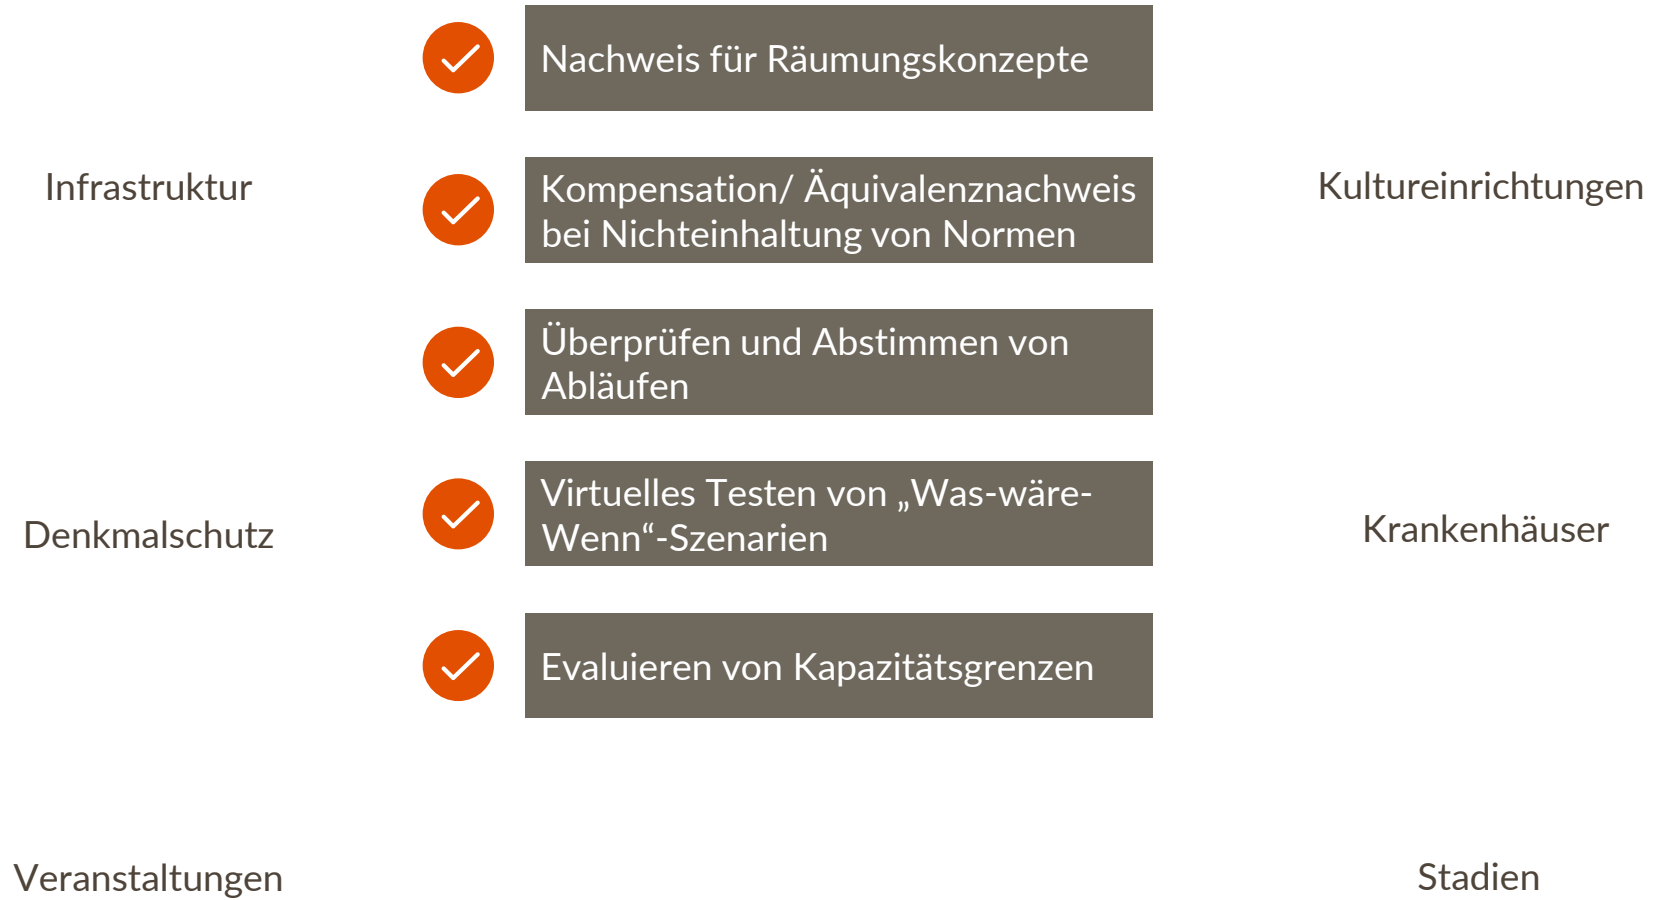 Nachweis für Räumungskonzepte
Infrastruktur
Kompensation/ Äquivalenznachweis
bei Nichteinhaltung von Normen
Kultureinrichtungen
Überprüfen und Abstimmen von
Abläufen
Denkmalschutz
Virtuelles Testen von „Was-wäre-
Wenn“-Szenarien
Krankenhäuser
Evaluieren von Kapazitätsgrenzen
Veranstaltungen
Stadien